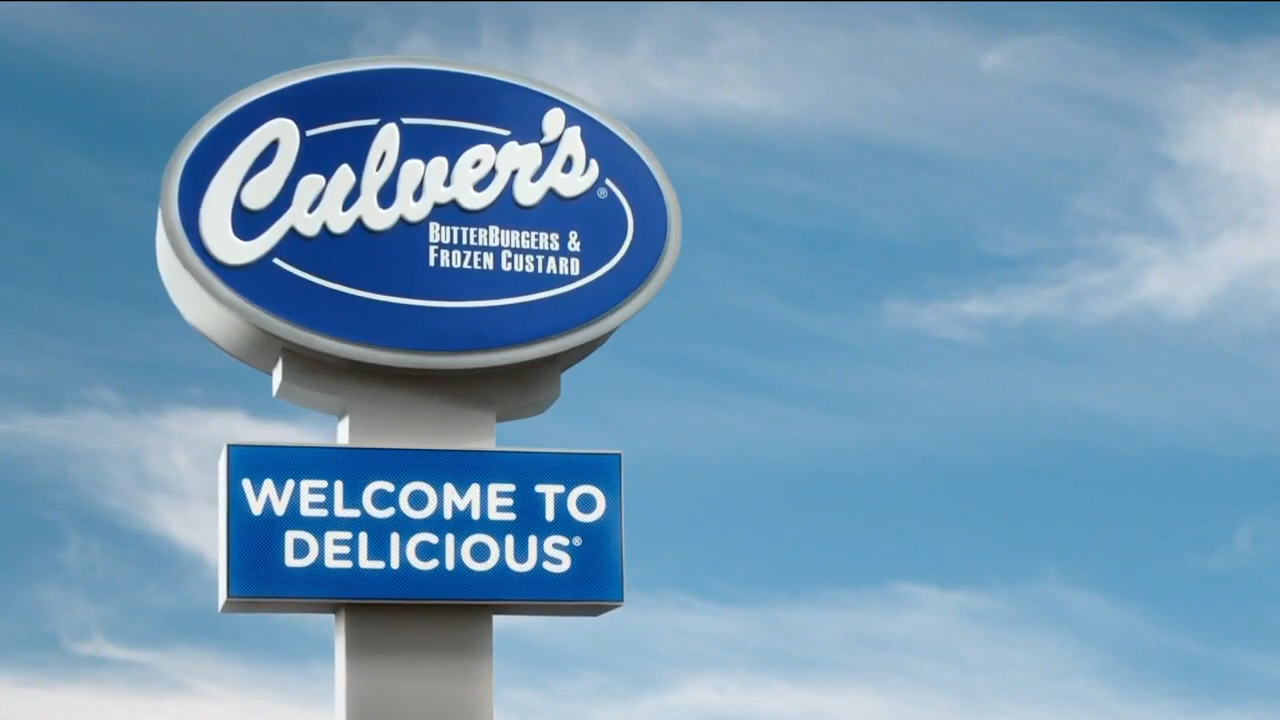 Culver's®
ButterBurgers &
Frozen Custard
WELCOME TO
DELICIOUS®